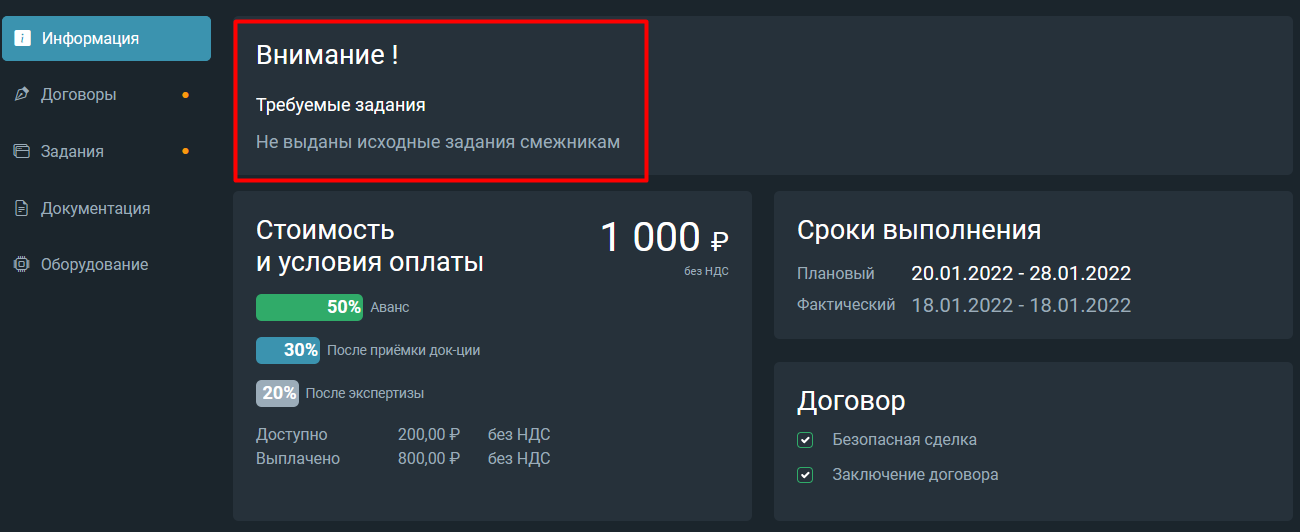 Информация
Договоры
Задания
Документация
Оборудование
Внимание !
Требуемые задания
Не выданы исходные задания смежникам
Стоимость
и условия оплаты
1 000 ₽
без НДС
50% Аванс
30% После приёмки док-ции
20% После экспертизы
Доступно 200,00 ₽ без НДС
Выплачено 800,00 ₽ без НДС
Сроки выполнения
Плановый 20.01.2022 - 28.01.2022
Фактический 18.01.2022 - 18.01.2022
Договор
Безопасная сделка
Заключение договора